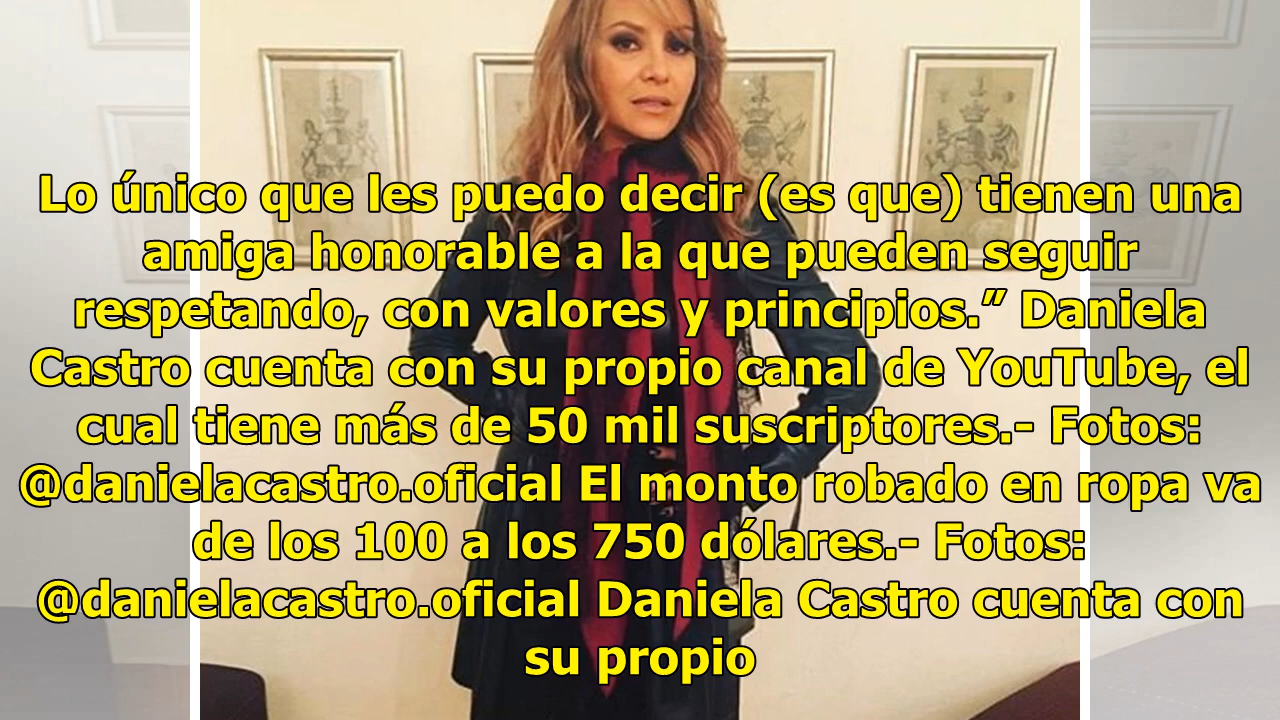 Lo único que les puedo decir (es que) tienen una
amiga honorable a la que pueden seguir
respetando, con valores y principios.” Daniela
Castro cuenta con su propio canal de YouTube, el
cual tiene más de 50 mil suscriptores.- Fotos:
@danielacastro.oficial El monto robado en ropa va
de los 100 a los 750 dólares.- Fotos:
@danielacastro.oficial Daniela Castro cuenta con
su propio